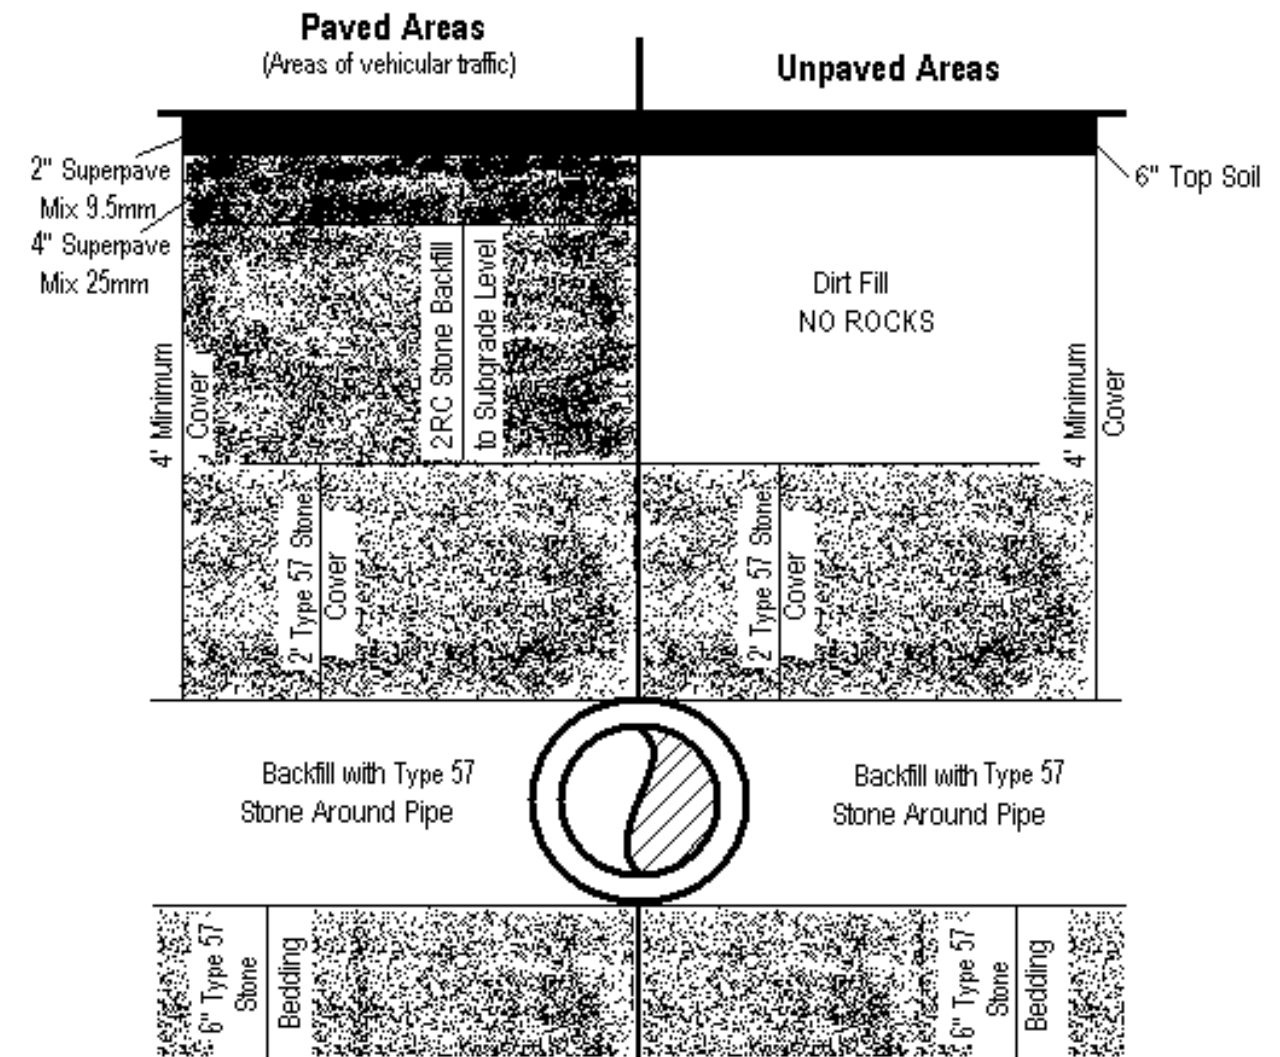 Paved Areas
(Areas of vehicular traffic)
Unpaved Areas
2" Superpave
Mix 9.5mm
4" Superpave
Mix 25mm
6" Top Soil
2RC Stone Backfill
to Subgrade Level
Dirt Fill
NO ROCKS
4' Minimum
Cover
4' Minimum
Cover
2' Type 57 Stone
Cover
2' Type 57 Stone
Cover
Backfill with Type 57
Stone Around Pipe
Backfill with Type 57
Stone Around Pipe
6" Type 57
Stone
Bedding
6" Type 57
Stone
Bedding